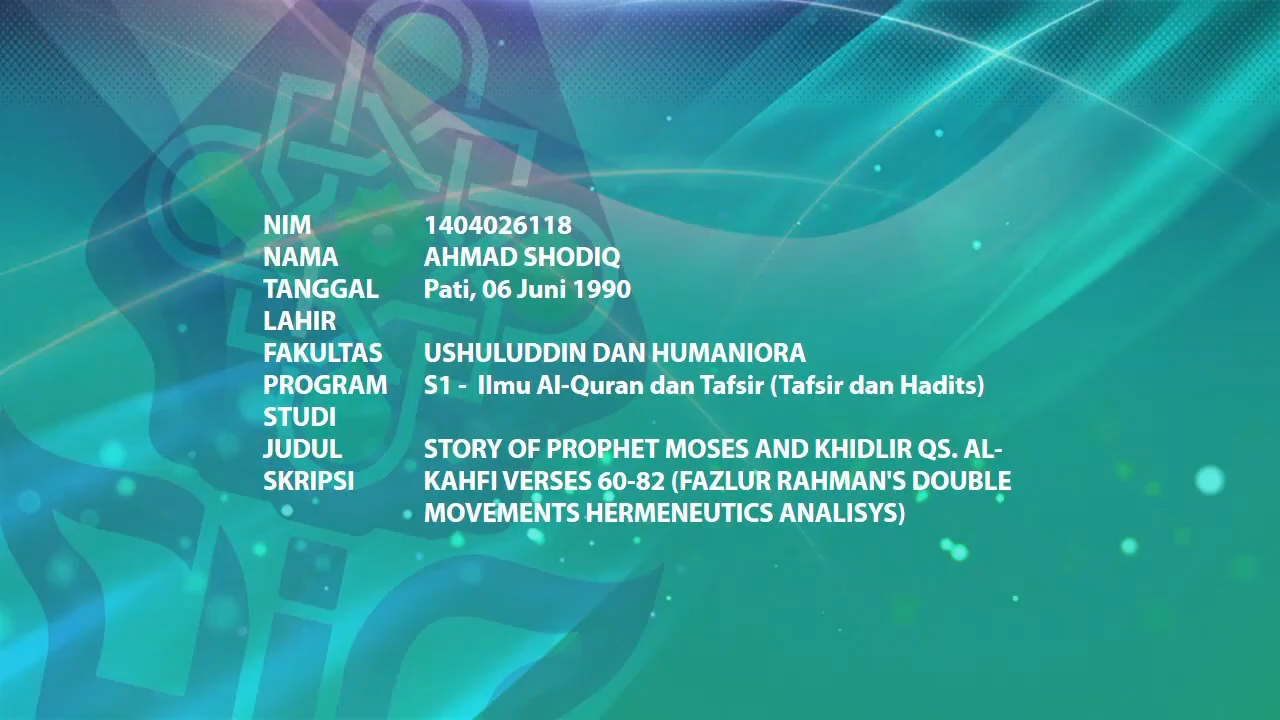 NIM 1404026118
NAMA AHMAD SHODIQ
TANGGAL Pati, 06 Juni 1990
LAHIR
FAKULTAS USHULUDDIN DAN HUMANIORA
PROGRAM S1 - Ilmu Al-Quran dan Tafsir (Tafsir dan Hadits)
STUDI
JUDUL STORY OF PROPHET MOSES AND KHIDLIR QS. AL-
SKRIPSI KAHFI VERSES 60-82 (FAZLUR RAHMAN'S DOUBLE
MOVEMENTS HERMENEUTICS ANALISYS)